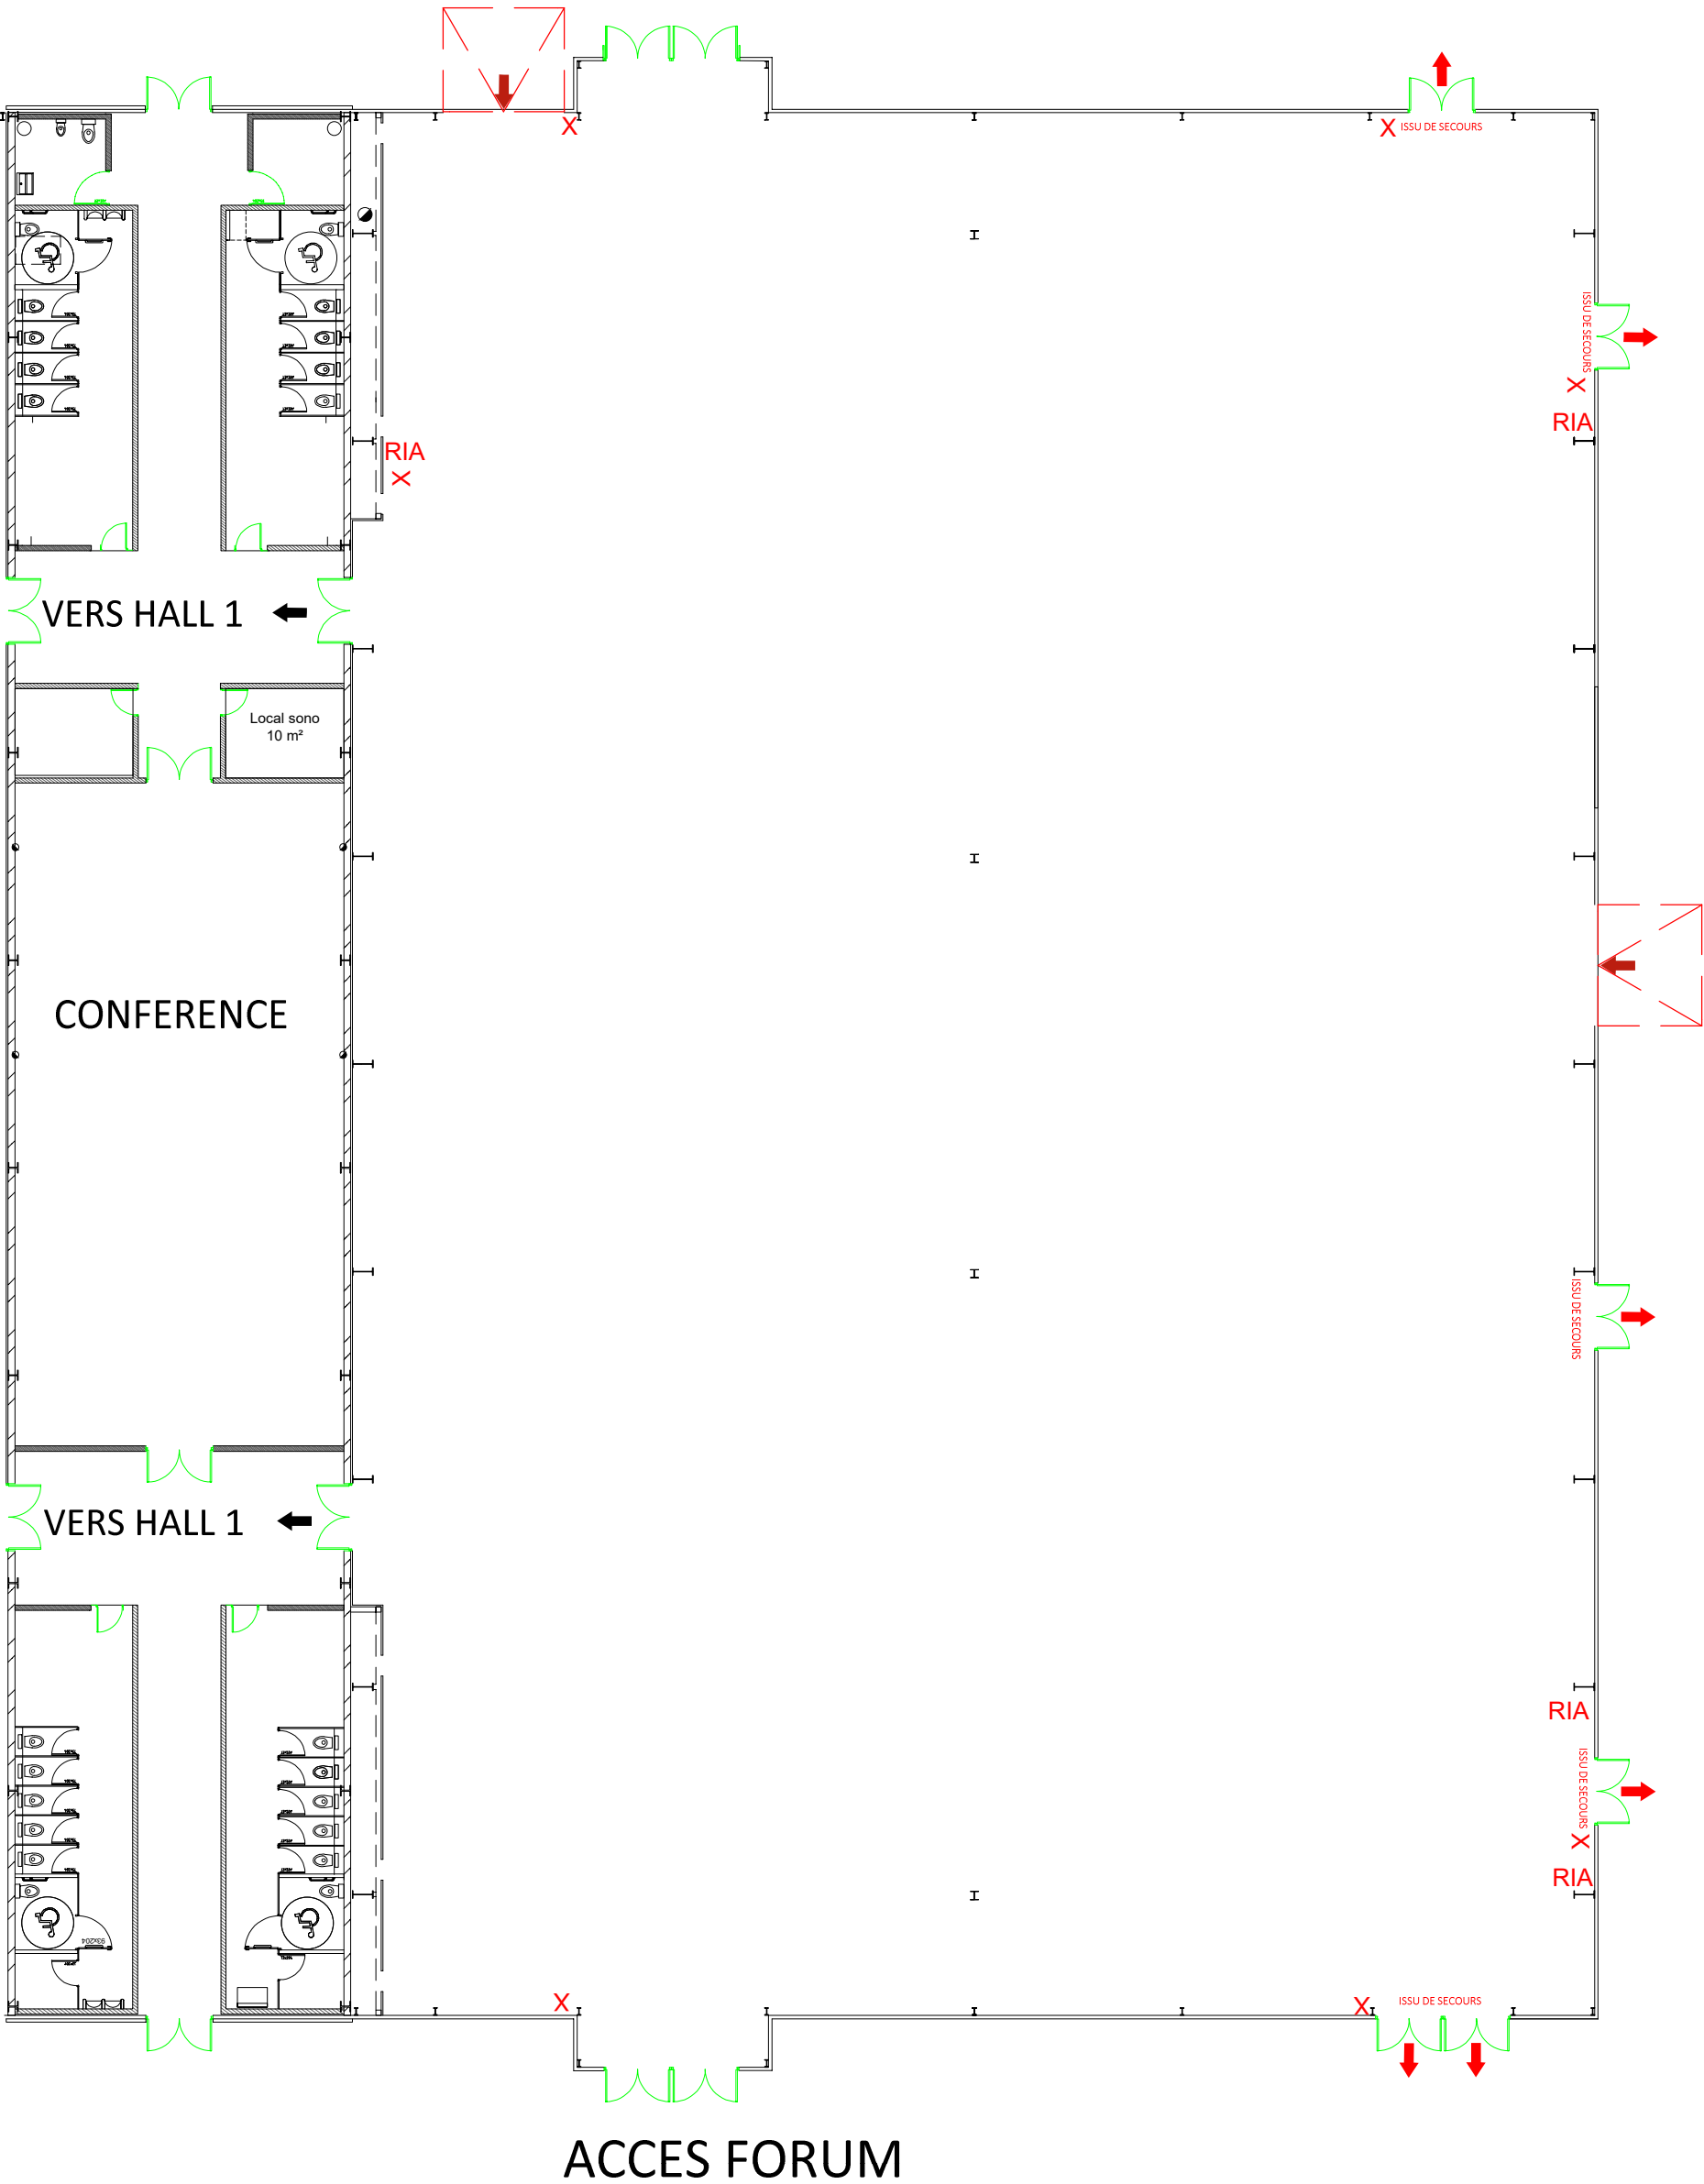 X
X ISSU DE SECOURS
ISSU DE SECOURS
X
RIA
RIA
X
VERS HALL 1
Local sono
10 m²
CONFERENCE
ISSU DE SECOURS
VERS HALL 1
RIA
ISSU DE SECOURS
X
RIA
93x204
X
X
ISSU DE SECOURS
ACCES FORUM